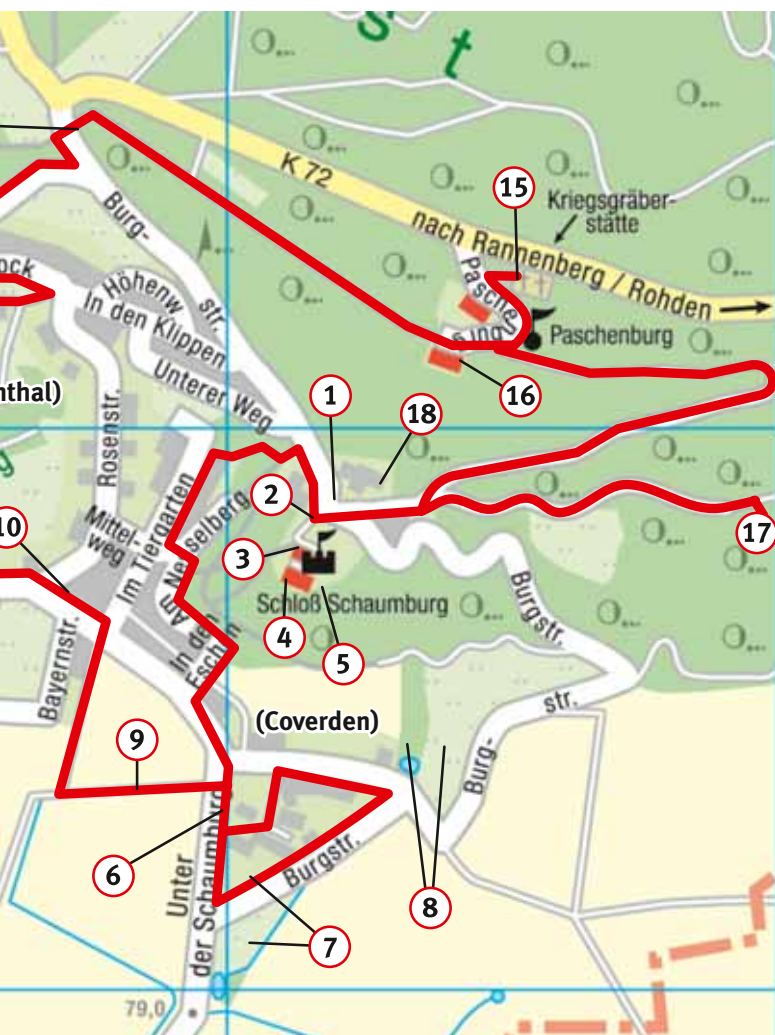 s t
K 72
15
Kriegsgräber-
stätte
nach Rannenberg / Rohden
Burg-
str.
Pasche
s ing
Paschenburg
ock
Höhenw
In den Klippen
Unterer Weg
16
nthal)
1
18
Rosenstr.
2
10
Mittel-
weg
Im Tiergarten
Am Nesselberg
17
3
Schloß Schaumburg
4
5
In den
Eschen
Burgstr.
Bayernstr.
(Coverden)
str.
Burg-
9
6
Unter
der Schaumburg
Burgstr.
8
7
79,0